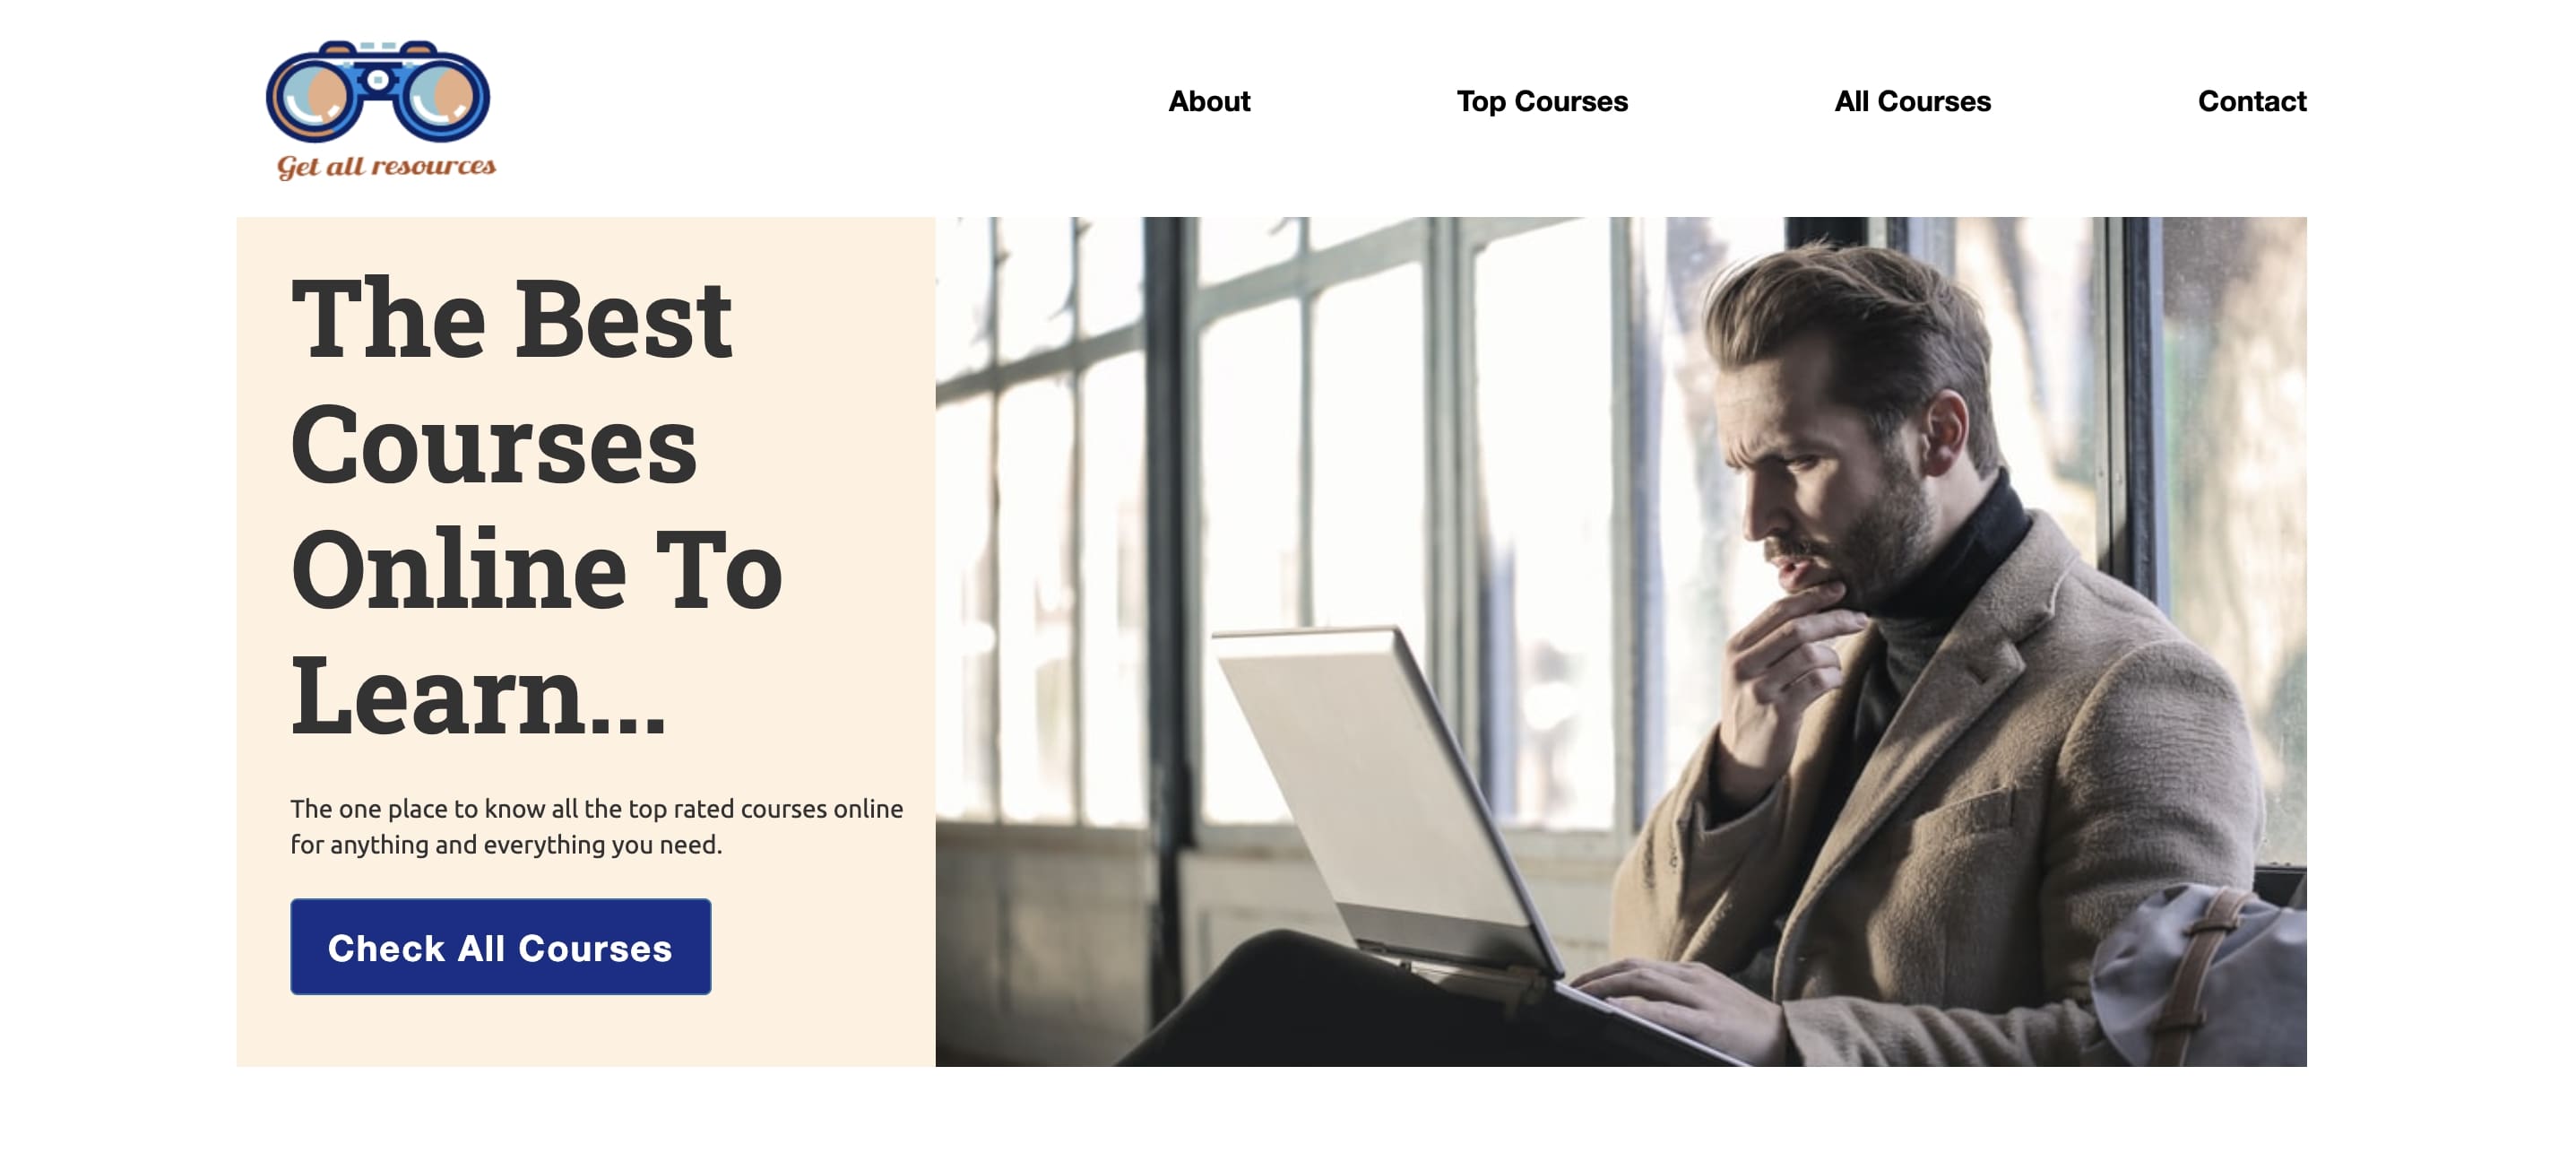 Get all resources
About
Top Courses
All Courses
Contact
The Best
Courses
Online To
Learn...
The one place to know all the top rated courses online
for anything and everything you need.
Check All Courses